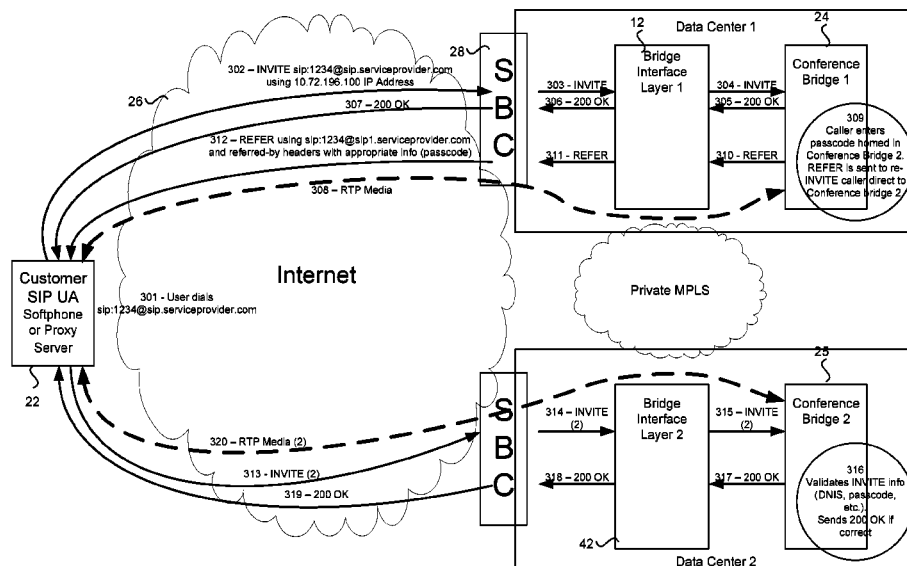 Data Center 1
28
12
24
S
B
C
Bridge
Interface
Layer 1
Conference
Bridge 1
302 – INVITE sip:1234@sip.serviceprovider.com
using 10.72.196.100 IP Address
26
307 – 200 OK
303 - INVITE
306 – 200 OK
304 - INVITE
305 – 200 OK
312 – REFER using sip:1234@sip1.serviceprovider.com
and referred-by headers with appropriate info (passcode)
311 - REFER
310 - REFER
309
Caller enters
passcode homed in
Conference Bridge 2.
REFER is sent to re-
INVITE caller direct to
Conference bridge 2.
308 – RTP Media
Customer
SIP UA
Softphone
or Proxy
Server
22
301 - User dials
sip:1234@sip.serviceprovider.com
Internet
Private MPLS
25
S
B
C
Bridge
Interface
Layer 2
Conference
Bridge 2
314 – INVITE
(2)
315 – INVITE
(2)
320 – RTP Media (2)
313 - INVITE (2)
319 – 200 OK
318 – 200 OK
317 – 200 OK
316
Validates INVITE info
(DNIS, passcode,
etc.).
Sends 200 OK if
correct
42
Data Center 2